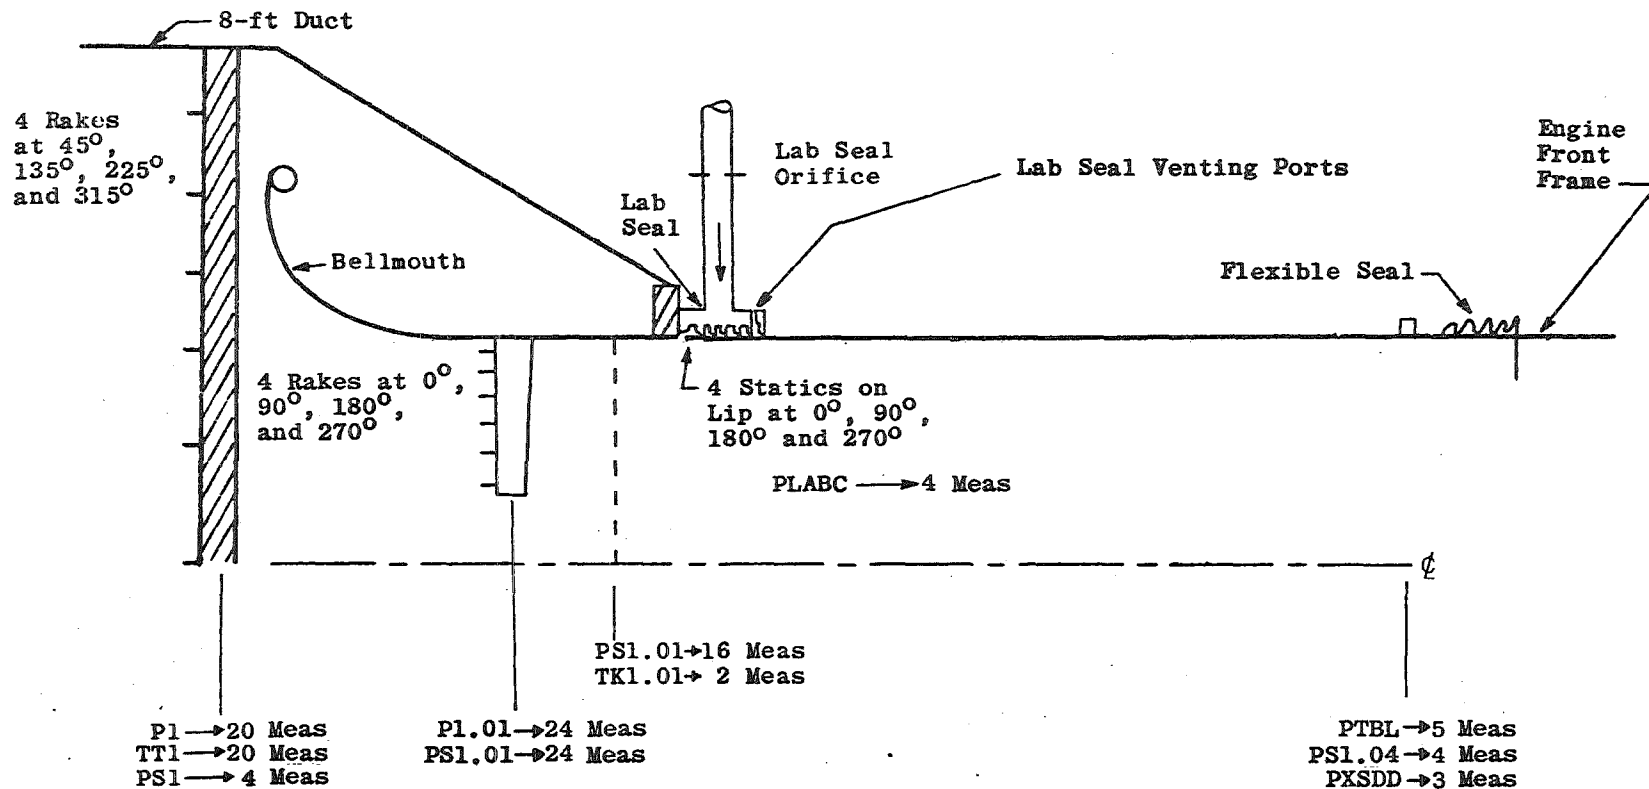 8-ft Duct
4 Rakes
at 45°,
135°, 225°,
and 315°
Bellmouth
Lab
Seal
Lab Seal
Orifice
Lab Seal Venting Ports
Engine
Front
Frame
Flexible Seal
4 Rakes at 0°,
90°, 180°,
and 270°
4 Statics on
Lip at 0°, 90°,
180° and 270°
PLABC → 4 Meas
℄
PS1.01→16 Meas
TK1.01→ 2 Meas
P1→20 Meas
TT1→20 Meas
PS1→ 4 Meas
P1.01→24 Meas
PS1.01→24 Meas
PTBL→5 Meas
PS1.04→4 Meas
PXSDD→3 Meas